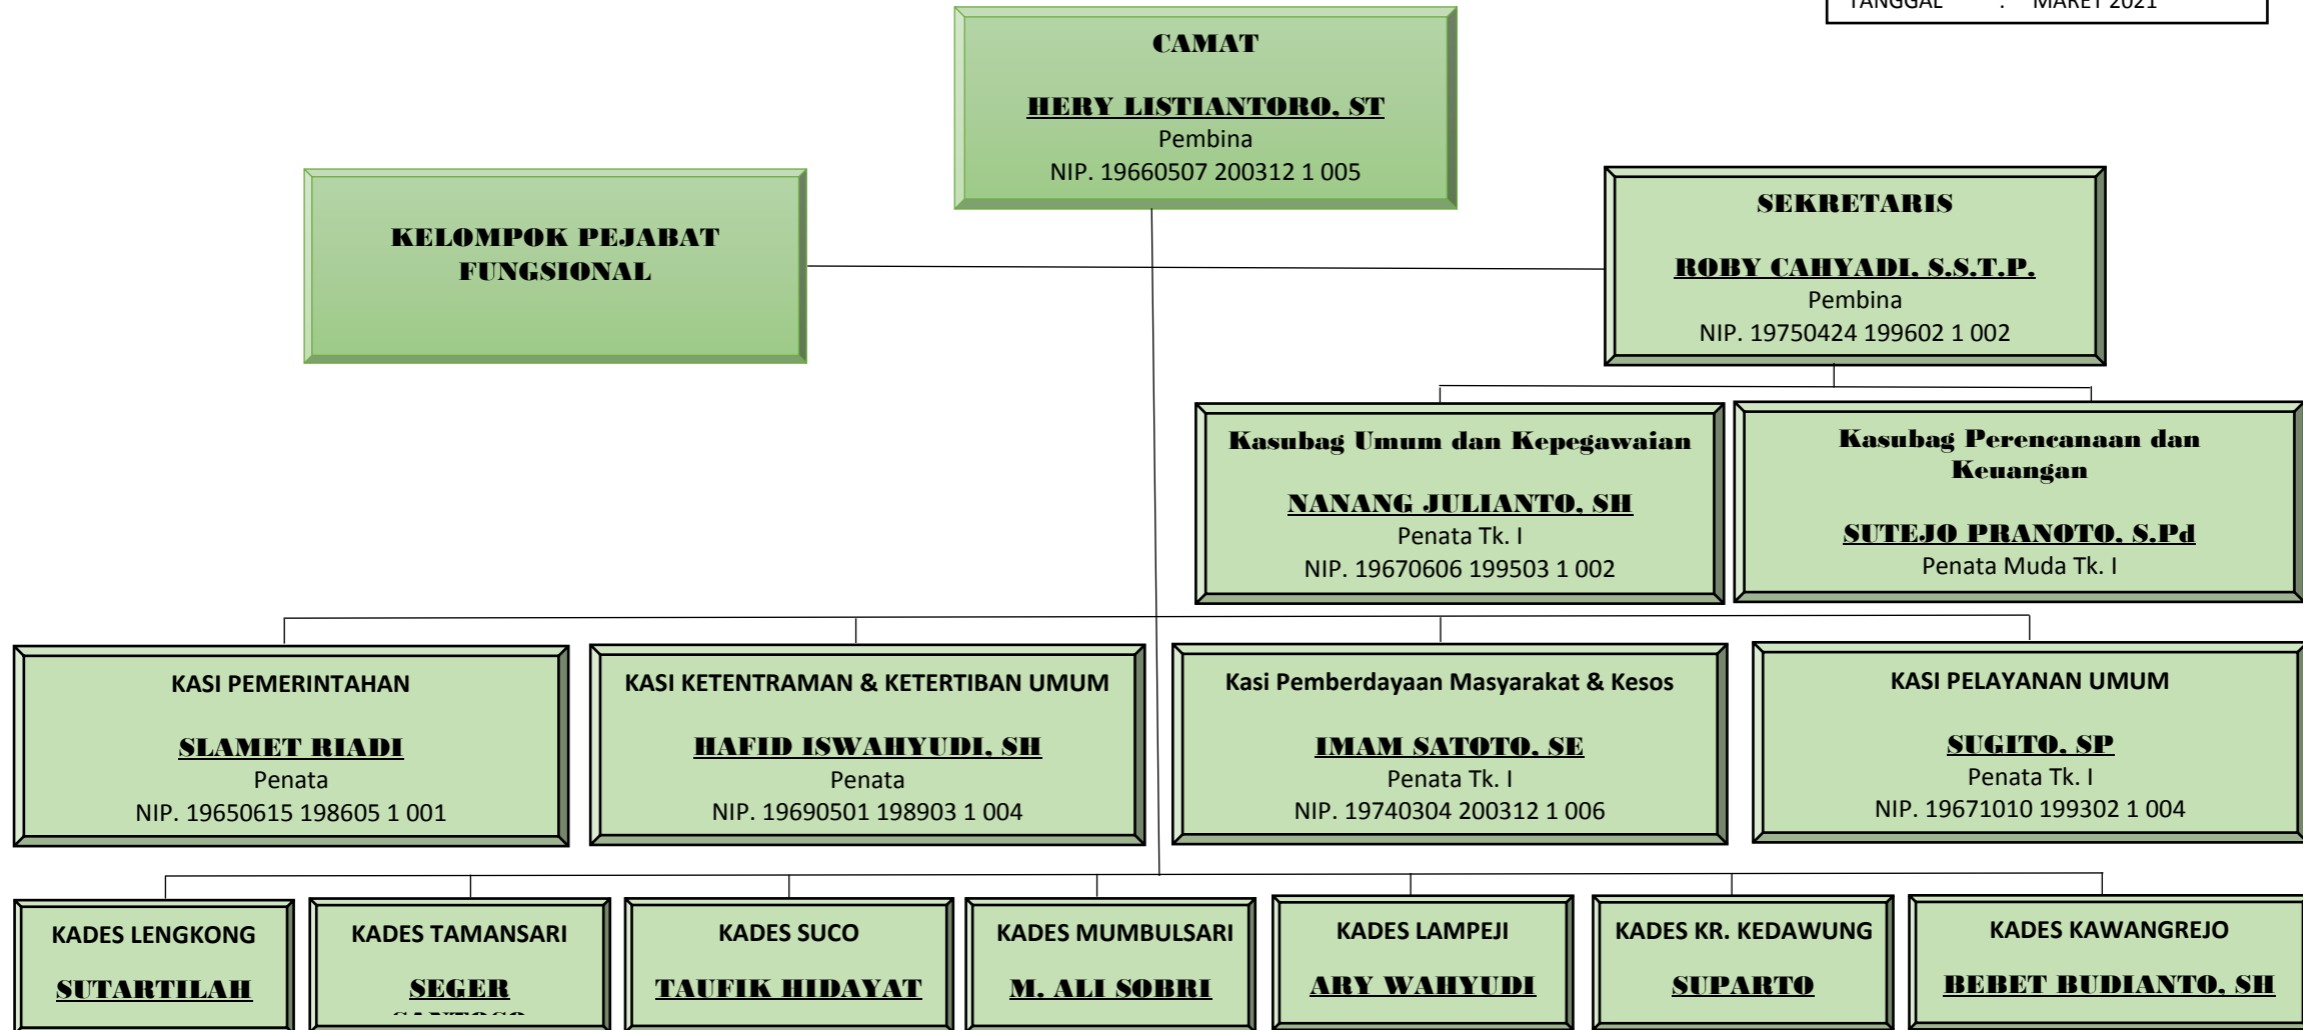 TANGGAL : MARET 2021
CAMAT
HERY LISTIANTORO, ST
Pembina
NIP. 19660507 200312 1 005
KELOMPOK PEJABAT
FUNGSIONAL
SEKRETARIS
ROBY CAHYADI, S.S.T.P.
Pembina
NIP. 19750424 199602 1 002
Kasubag Umum dan Kepegawaian
NANANG JULIANTO, SH
Penata Tk. I
NIP. 19670606 199503 1 002
Kasubag Perencanaan dan
Keuangan
SUTEJO PRANOTO, S.Pd
Penata Muda Tk. I
KASI PEMERINTAHAN
SLAMET RIADI
Penata
NIP. 19650615 198605 1 001
KASI KETENTRAMAN & KETERTIBAN UMUM
HAFID ISWAHYUDI, SH
Penata
NIP. 19690501 198903 1 004
Kasi Pemberdayaan Masyarakat & Kesos
IMAM SATOTO, SE
Penata Tk. I
NIP. 19740304 200312 1 006
KASI PELAYANAN UMUM
SUGITO, SP
Penata Tk. I
NIP. 19671010 199302 1 004
KADES LENGKONG
SUTARTILAH
KADES TAMANSARI
SEGER
KADES SUCO
TAUFIK HIDAYAT
KADES MUMBULSARI
M. ALI SOBRI
KADES LAMPEJI
ARY WAHYUDI
KADES KR. KEDAWUNG
SUPARTO
KADES KAWANGREJO
BEBET BUDIANTO, SH